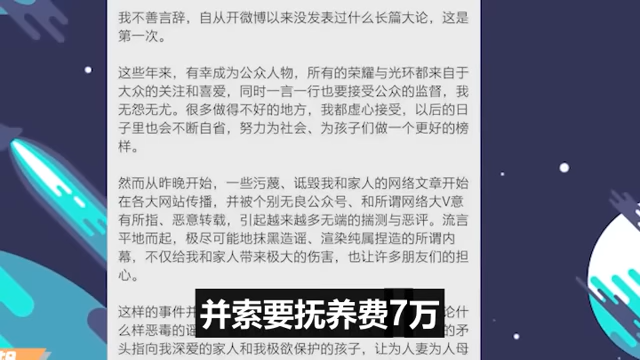 我不善言辞，自从开微博以来没发表过什么长篇大论，这是
第一次。
这些年来，有幸成为公众人物，所有的荣耀与光环都来自于
大众的关注和喜爱，同时一言一行也要接受公众的监督，我
无怨无尤。很多做得不好的地方，我都虚心接受，以后的日
子里也会不断自省，努力为社会、为孩子们做一个更好的榜
样。
然而从昨晚开始，一些污蔑、诋毁我和家人的网络文章开始
在各大网站传播，并被个别无良公众号、和所谓网络大V意
有所指、恶意转载，引起越来越多无端的揣测与恶评。流言
平地而起，极尽可能地抹黑造谣、渲染纯属捏造的所谓内
幕，不仅给我和家人带来极大的伤害，也让许多朋友们的担
心。
这样的事件并
论什
么样恶毒的谣
的矛
并索要抚养费7万
头指向我深爱的家人和我极欲保护的孩子，让为人妻为人母